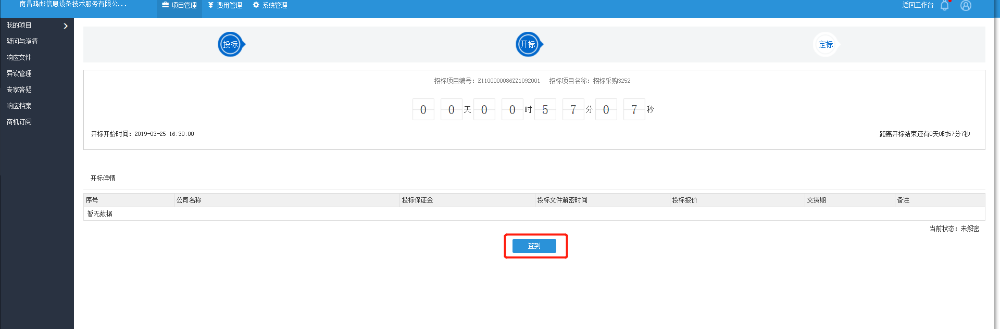 南昌鸿邮信息设备技术服务有限公...
项目管理
费用管理
系统管理
返回工作台
我的项目
疑问与澄清
响应文件
异议管理
专家答疑
响应档案
商机订阅
投标
开标
定标
招标项目编号：E1100000086ZZ1092001 招标项目名称：招标采购3252
0 0 天 0 0 时 5 7 分 0 7 秒
开标开始时间：2019-03-25 16:30:00
距离开标结束还有0天0时57分7秒
开标详情
序号 公司名称 投标保证金 投标文件解密时间 投标报价 交货期 备注
暂无数据
当前状态：未解密
签到